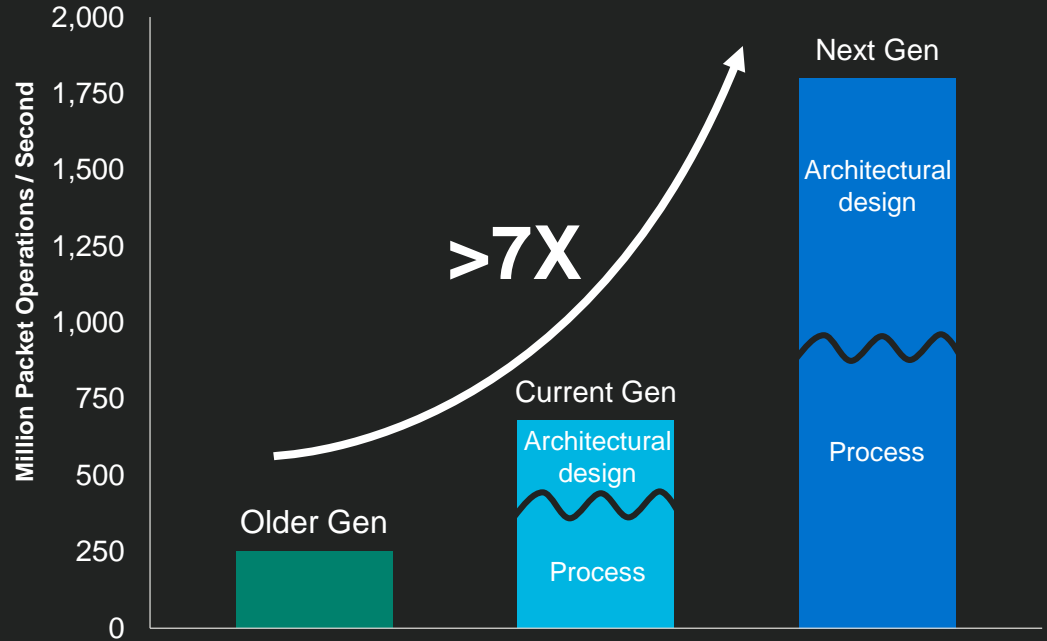 Million Packet Operations / Second
2,000
1,750
1,500
1,250
1,000
750
500
250
0
>7X
Older Gen
Current Gen
Architectural
design
Process
Next Gen
Architectural
design
Process